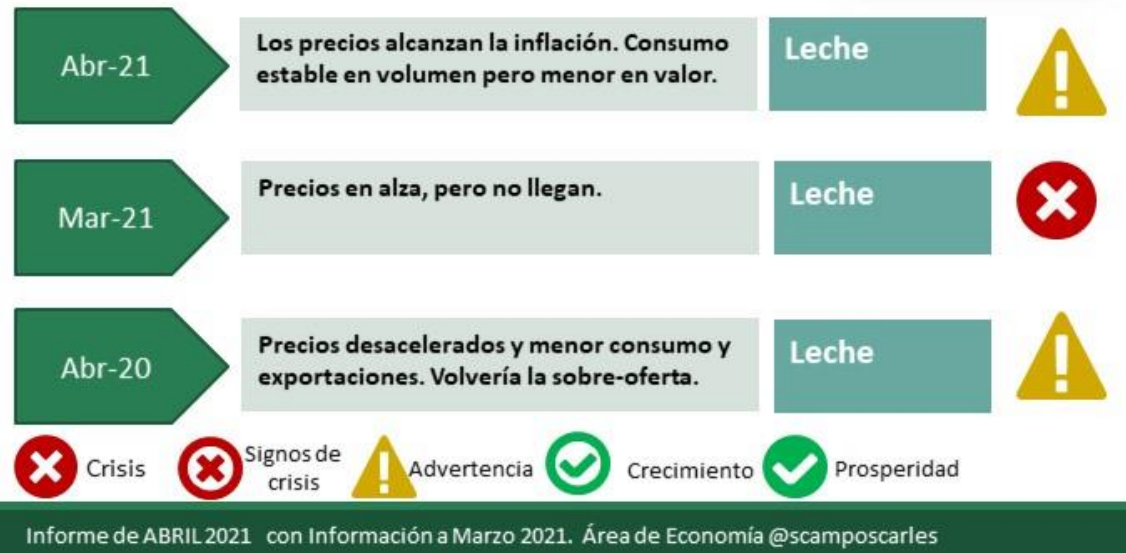 Abr-21
Los precios alcanzan la inflación. Consumo
estable en volumen pero menor en valor.
Leche
Mar-21
Precios en alza, pero no llegan.
Leche
Abr-20
Precios desacelerados y menor consumo y
exportaciones. Volvería la sobre-oferta.
Leche
Crisis
Signos de
crisis
Advertencia
Crecimiento
Prosperidad
Informe de ABRIL 2021 con Información a Marzo 2021. Área de Economía @scamposcarles